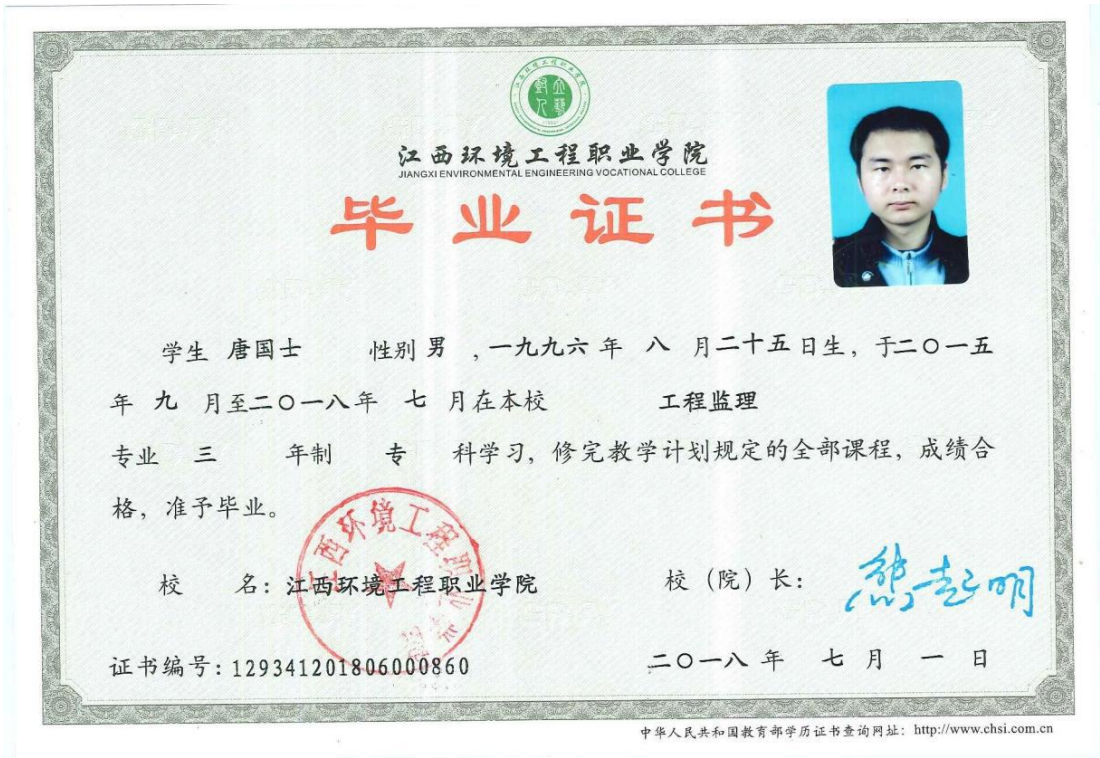 江西环境工程职业学院
JIANGXI ENVIRONMENTAL ENGINEERING VOCATIONAL COLLEGE
毕业证书
学生 唐国士 性别 男 ,一九九六 年 八 月二十五日生，于二〇一五
年 九 月至二〇一八年 七 月在本校 工程监理
专业 三 年制 专 科学习，修完教学计划规定的全部课程，成绩合
格，准予毕业。
校 名：江西环境工程职业学院 校（院）长：
证书编号：129341201806000860 二〇一八 年 七 月 一 日
中华人民共和国教育部学历证书查询网址：http://www.chsi.com.cn